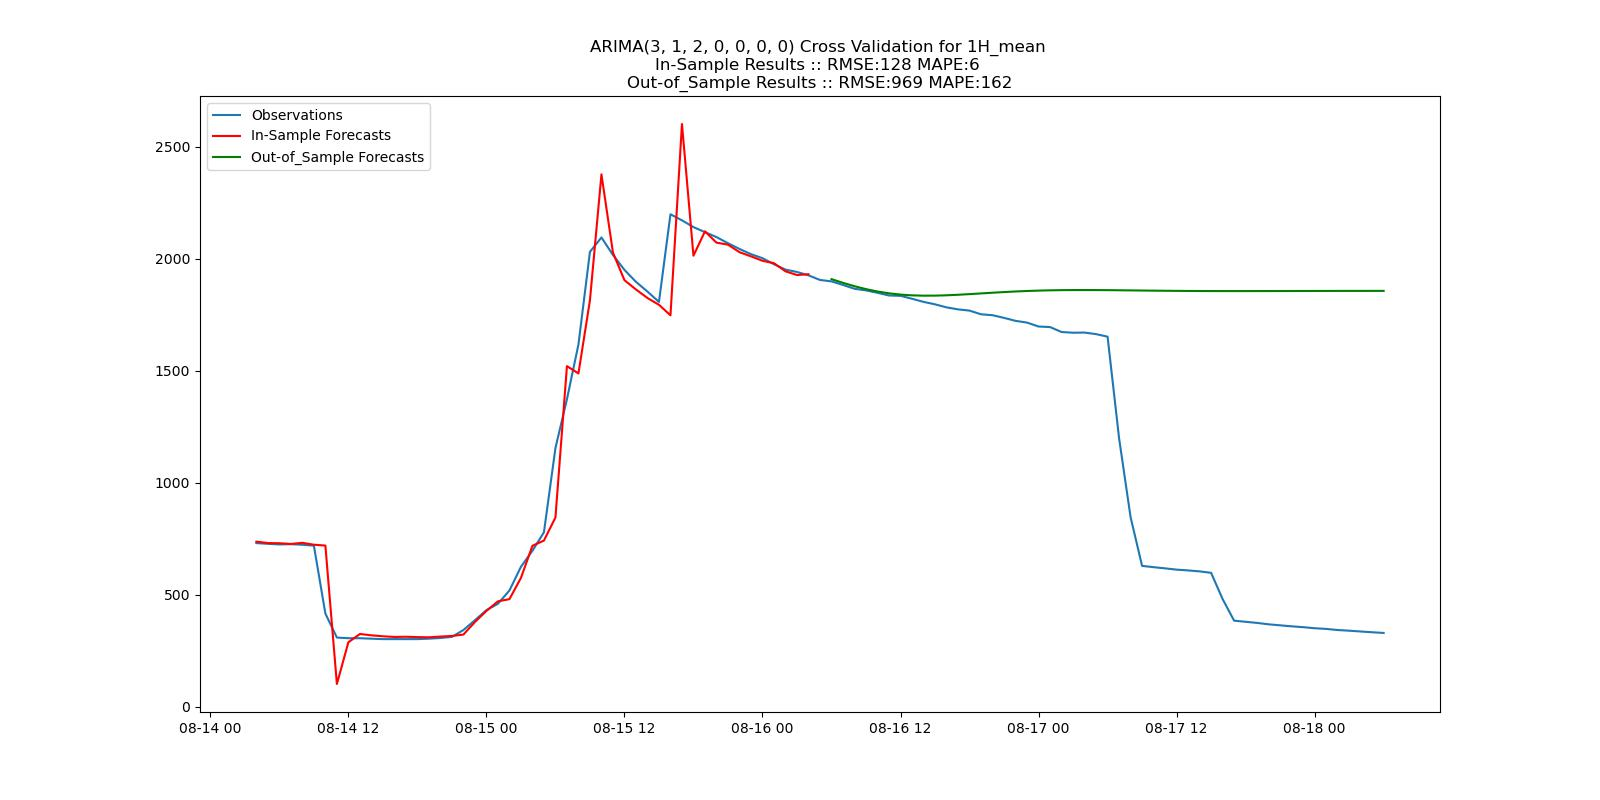 ARIMA(3, 1, 2, 0, 0, 0, 0) Cross Validation for 1H_mean
In-Sample Results :: RMSE:128 MAPE:6
Out-of_Sample Results :: RMSE:969 MAPE:162
Observations
In-Sample Forecasts
Out-of_Sample Forecasts
2500
2000
1500
1000
500
0
08-14 00
08-14 12
08-15 00
08-15 12
08-16 00
08-16 12
08-17 00
08-17 12
08-18 00